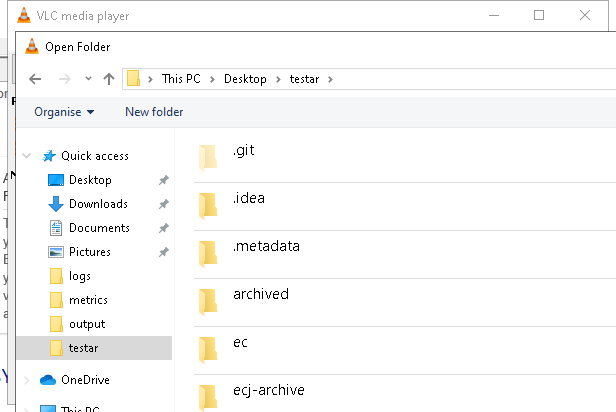 VLC media player
Open Folder
This PC > Desktop > testar >
Organise New folder
Quick access
Desktop
Downloads
Documents
Pictures
logs
metrics
output
testar
OneDrive
This PC
.git
.idea
.metadata
archived
ec
ecj-archive